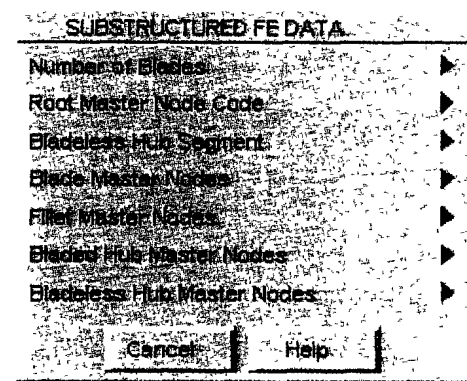 SUBSTRUCTURED FE DATA
Number of Blades
Root Master Node Code
Bladeless Hub Segment
Blade Master Nodes
Fillet Master Nodes
Bladed Hub Master Nodes
Bladeless Hub Master Nodes
Cancel Help